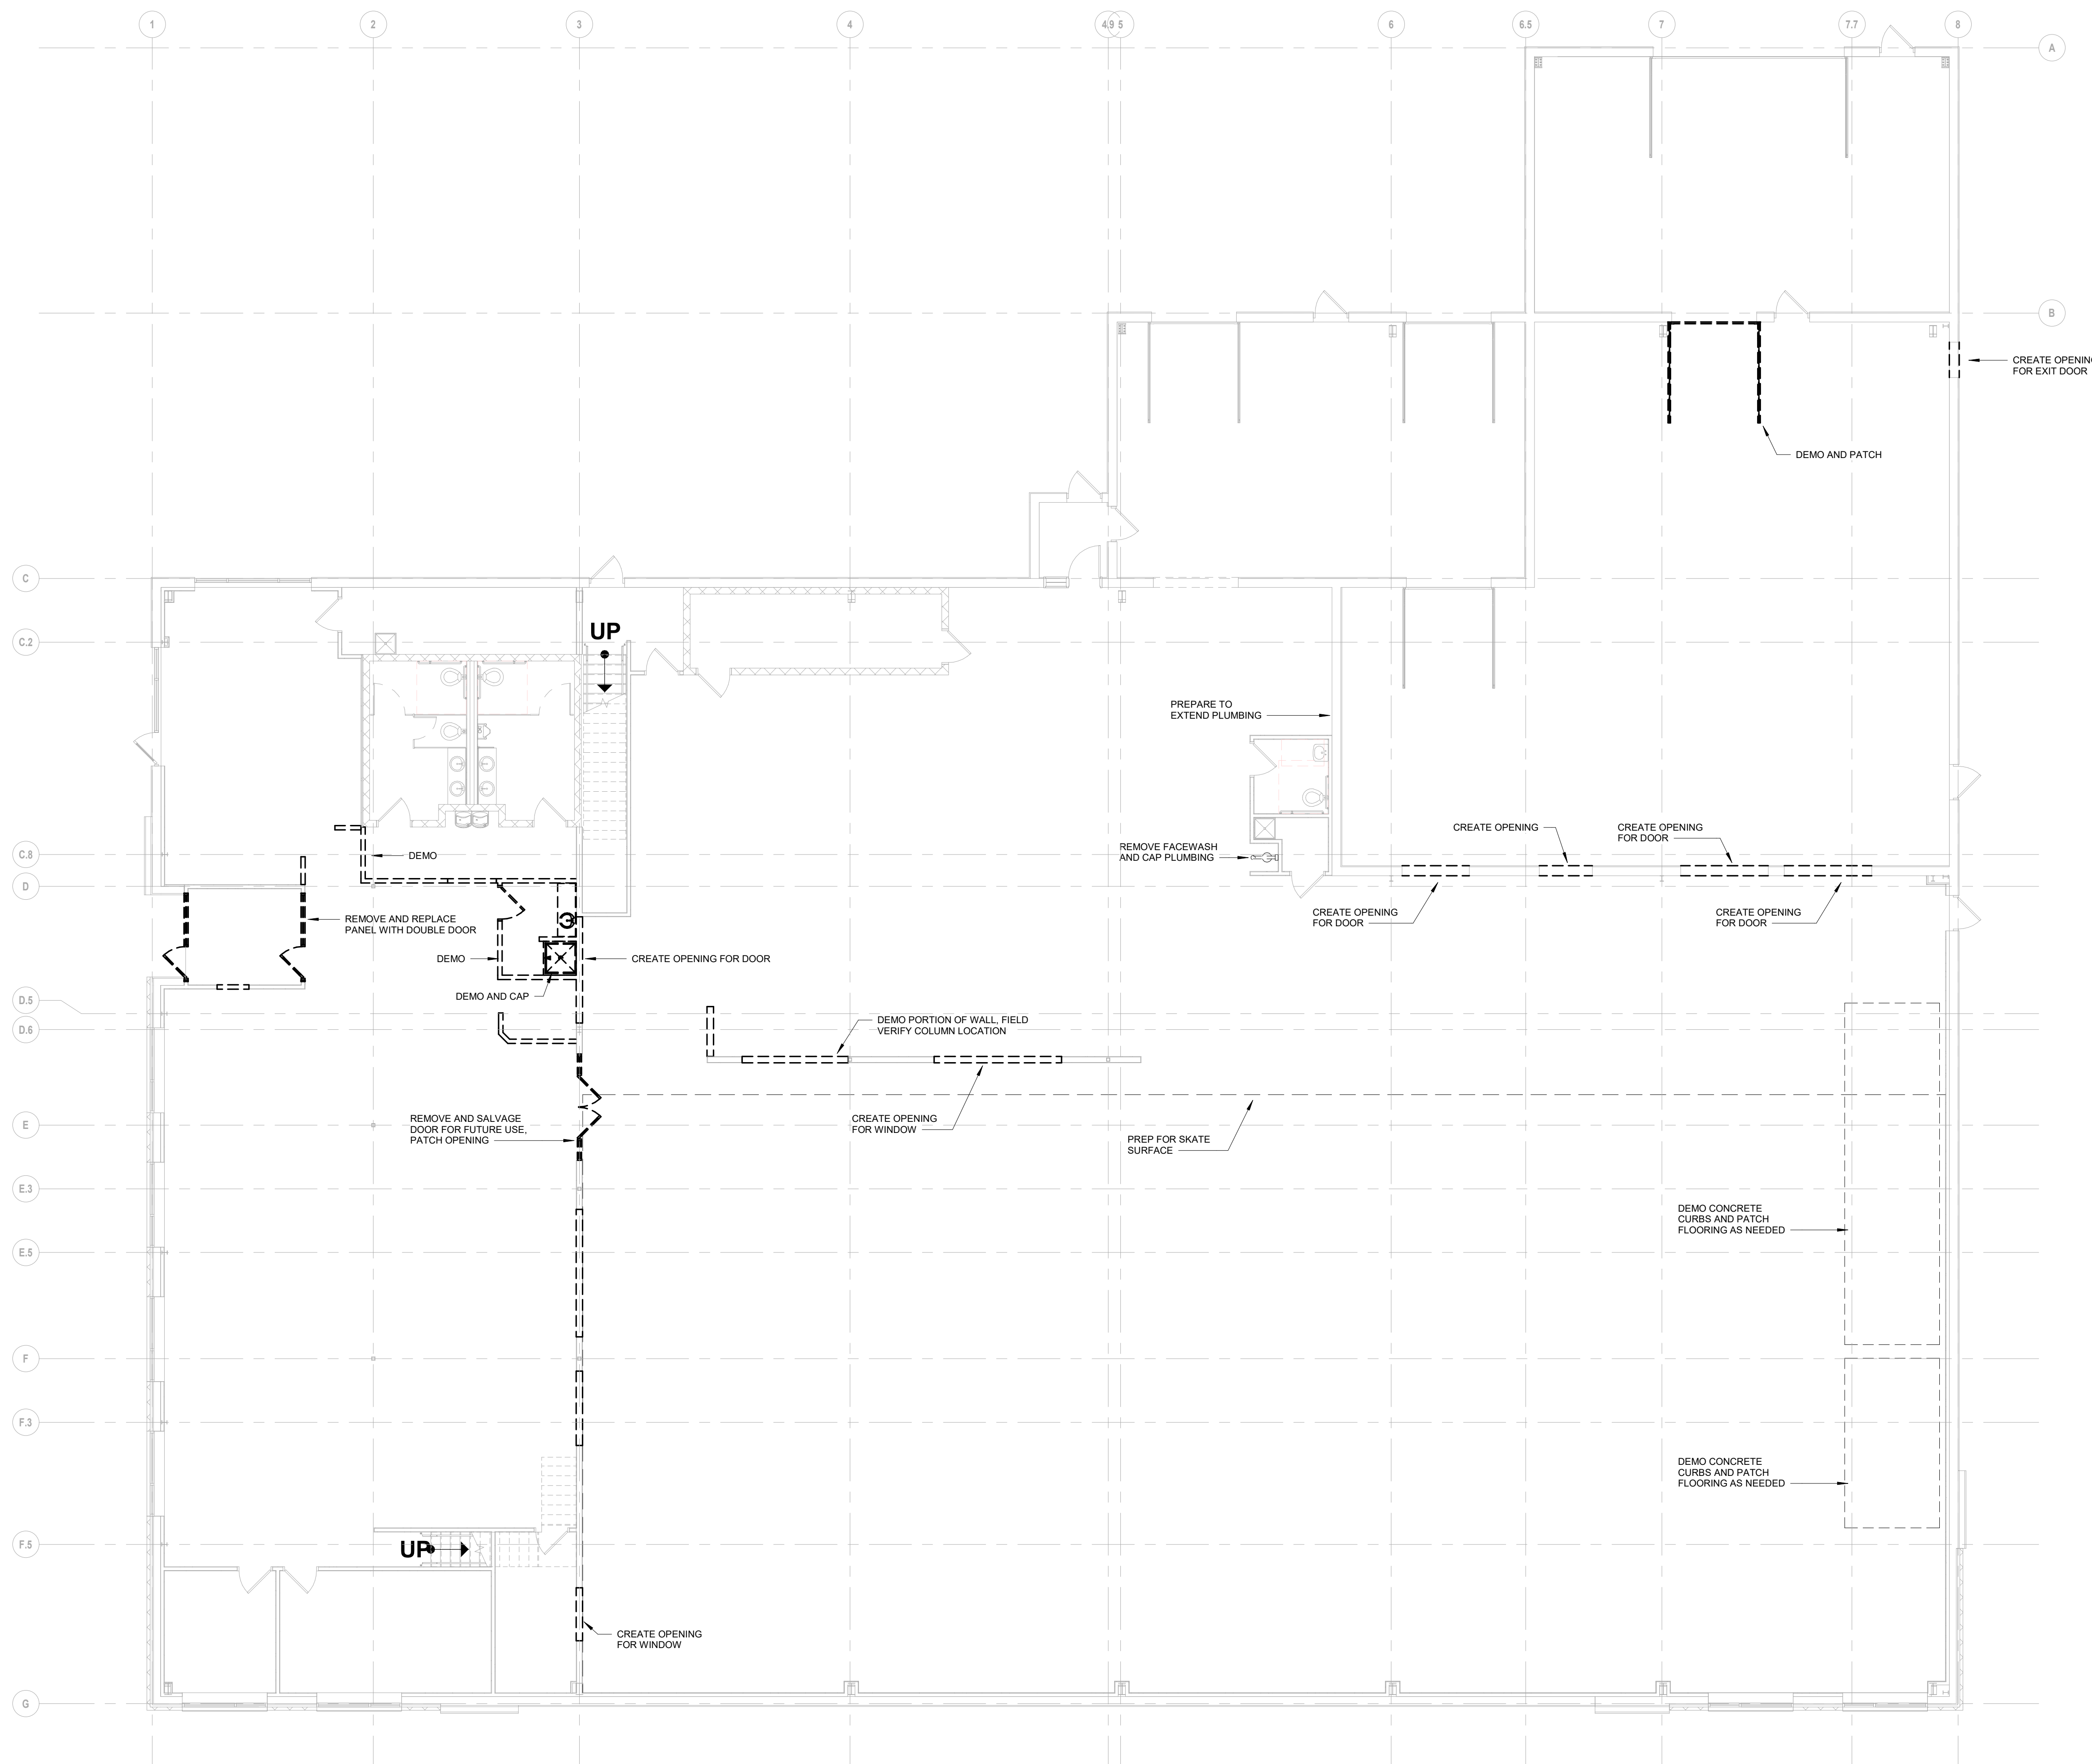 1
2
3
4
4.9
5
6
6.5
7
7.7
8
A
B
CREATE OPENING
FOR EXIT DOOR
DEMO AND PATCH
C
C.2
UP
PREPARE TO
EXTEND PLUMBING
C.8
D
DEMO
REMOVE FACEWASH
AND CAP PLUMBING
CREATE OPENING
CREATE OPENING
FOR DOOR
CREATE OPENING
FOR DOOR
CREATE OPENING
FOR DOOR
REMOVE AND REPLACE
PANEL WITH DOUBLE DOOR
DEMO
CREATE OPENING FOR DOOR
DEMO AND CAP
D.5
D.6
DEMO PORTION OF WALL, FIELD
VERIFY COLUMN LOCATION
REMOVE AND SALVAGE
DOOR FOR FUTURE USE,
PATCH OPENING
CREATE OPENING
FOR WINDOW
PREP FOR SKATE
SURFACE
E
E.3
E.5
DEMO CONCRETE
CURBS AND PATCH
FLOORING AS NEEDED
F
F.3
DEMO CONCRETE
CURBS AND PATCH
FLOORING AS NEEDED
F.5
UP
CREATE OPENING
FOR WINDOW
G